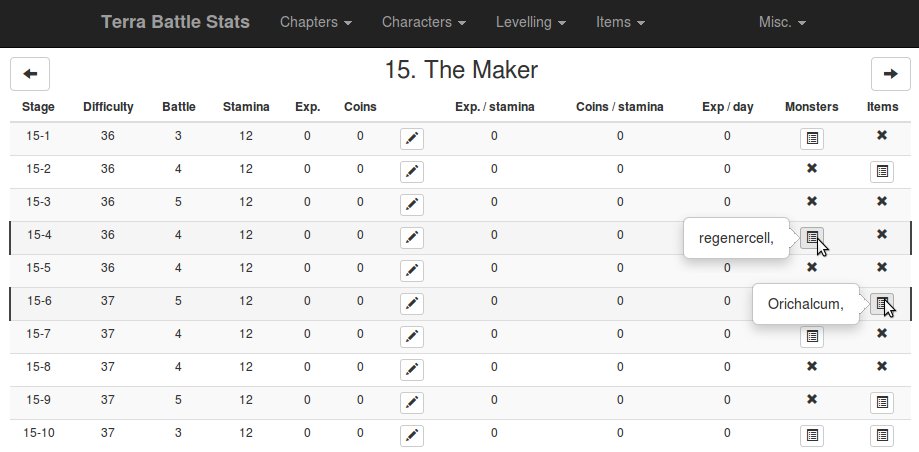 Terra Battle Stats Chapters Characters Levelling Items Misc.
15. The Maker
Stage Difficulty Battle Stamina Exp. Coins Exp. / stamina Coins / stamina Exp / day Monsters Items
15-1 36 3 12 0 0 0 0 0
15-2 36 4 12 0 0 0 0 0
15-3 36 5 12 0 0 0 0 0
15-4 36 4 12 0 0 0 0 regenercell,
15-5 36 4 12 0 0 0 0 0
15-6 37 5 12 0 0 0 0 Orichalcum,
15-7 37 4 12 0 0 0 0 0
15-8 37 4 12 0 0 0 0 0
15-9 37 5 12 0 0 0 0 0
15-10 37 3 12 0 0 0 0 0